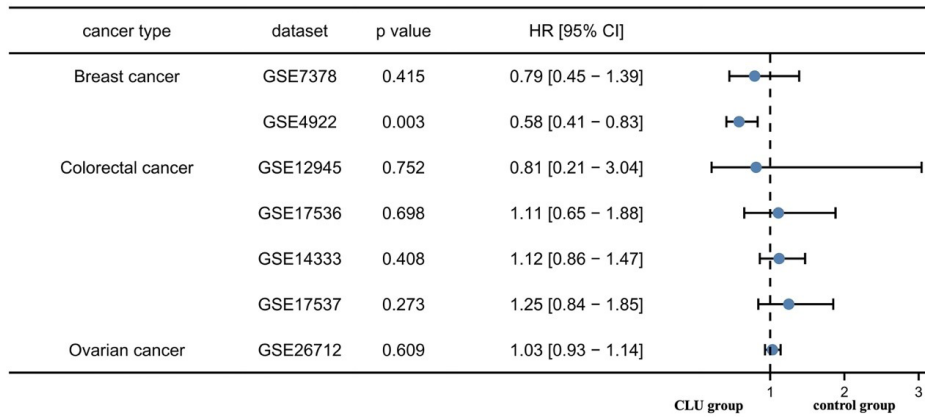 cancer type dataset p value HR [95% CI]
Breast cancer GSE7378 0.415 0.79 [0.45 − 1.39]
GSE4922 0.003 0.58 [0.41 − 0.83]
Colorectal cancer GSE12945 0.752 0.81 [0.21 − 3.04]
GSE17536 0.698 1.11 [0.65 − 1.88]
GSE14333 0.408 1.12 [0.86 − 1.47]
GSE17537 0.273 1.25 [0.84 − 1.85]
Ovarian cancer GSE26712 0.609 1.03 [0.93 − 1.14]
1 2 3
CLU group control group